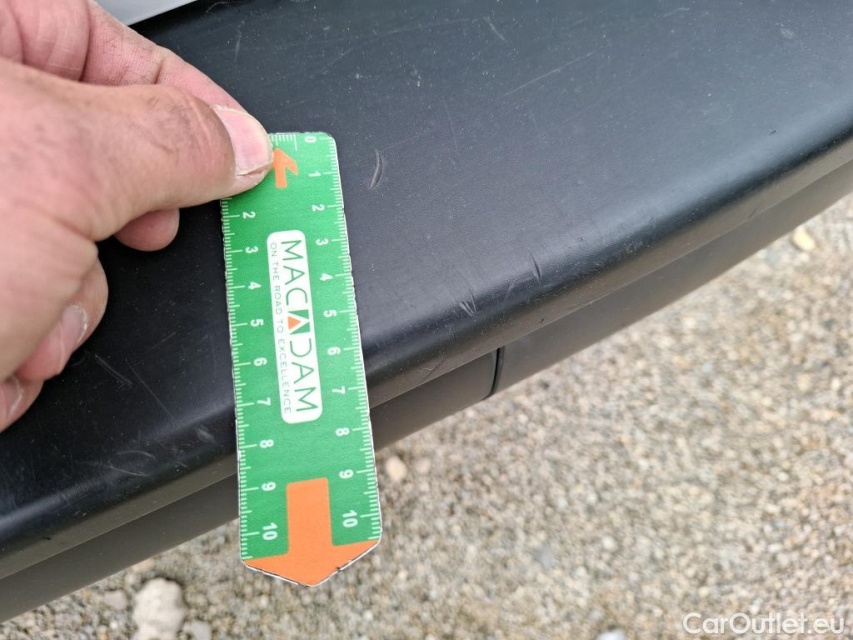 MACADAM
ON THE ROAD TO EXCELLENCE
0 1 2 3 4 5 6 7 8 9 10
2 3 4 5 6 7 8 9 10
CarOutlet.eu